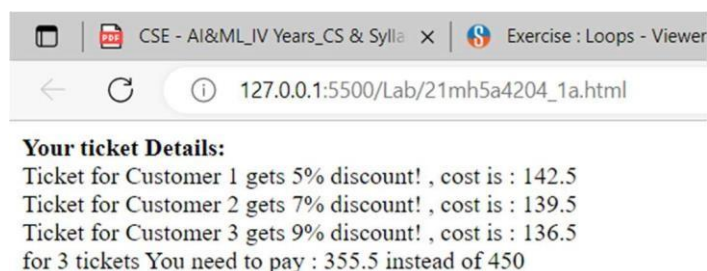 CSE - AI&ML_IV Years_CS & Sylla
Exercise : Loops - Viewer
127.0.0.1:5500/Lab/21mh5a4204_1a.html
Your ticket Details:
Ticket for Customer 1 gets 5% discount! , cost is : 142.5
Ticket for Customer 2 gets 7% discount! , cost is : 139.5
Ticket for Customer 3 gets 9% discount! , cost is : 136.5
for 3 tickets You need to pay : 355.5 instead of 450